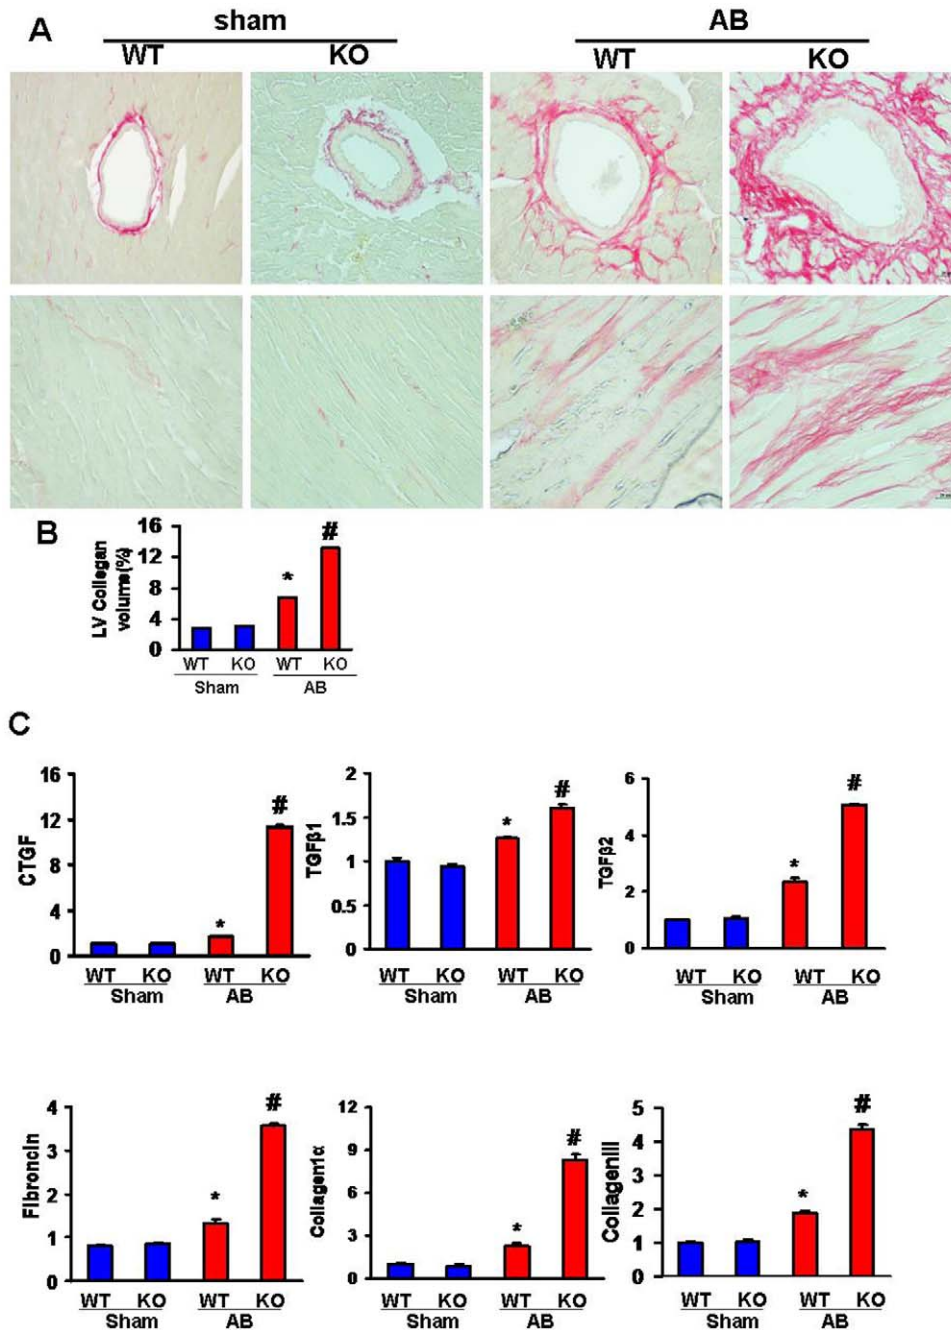 A
sham
AB
WT KO WT KO
B
LV Collegan
volume(%)
16
12
8
4
0
*
#
WT KO WT KO
Sham AB
C
CTGF
16
12
8
4
0
*
#
WT KO WT KO
Sham AB
TGFβ1
2
1.5
1
0.5
0
*
#
WT KO WT KO
Sham AB
TGFβ2
6
4
2
0
*
#
WT KO WT KO
Sham AB
Fibroncin
4
3
2
1
0
*
#
WT KO WT KO
Sham AB
Collagen1α
12
9
6
3
0
*
#
WT KO WT KO
Sham AB
CollagenIII
5
4
3
2
1
0
*
#
WT KO WT KO
Sham AB